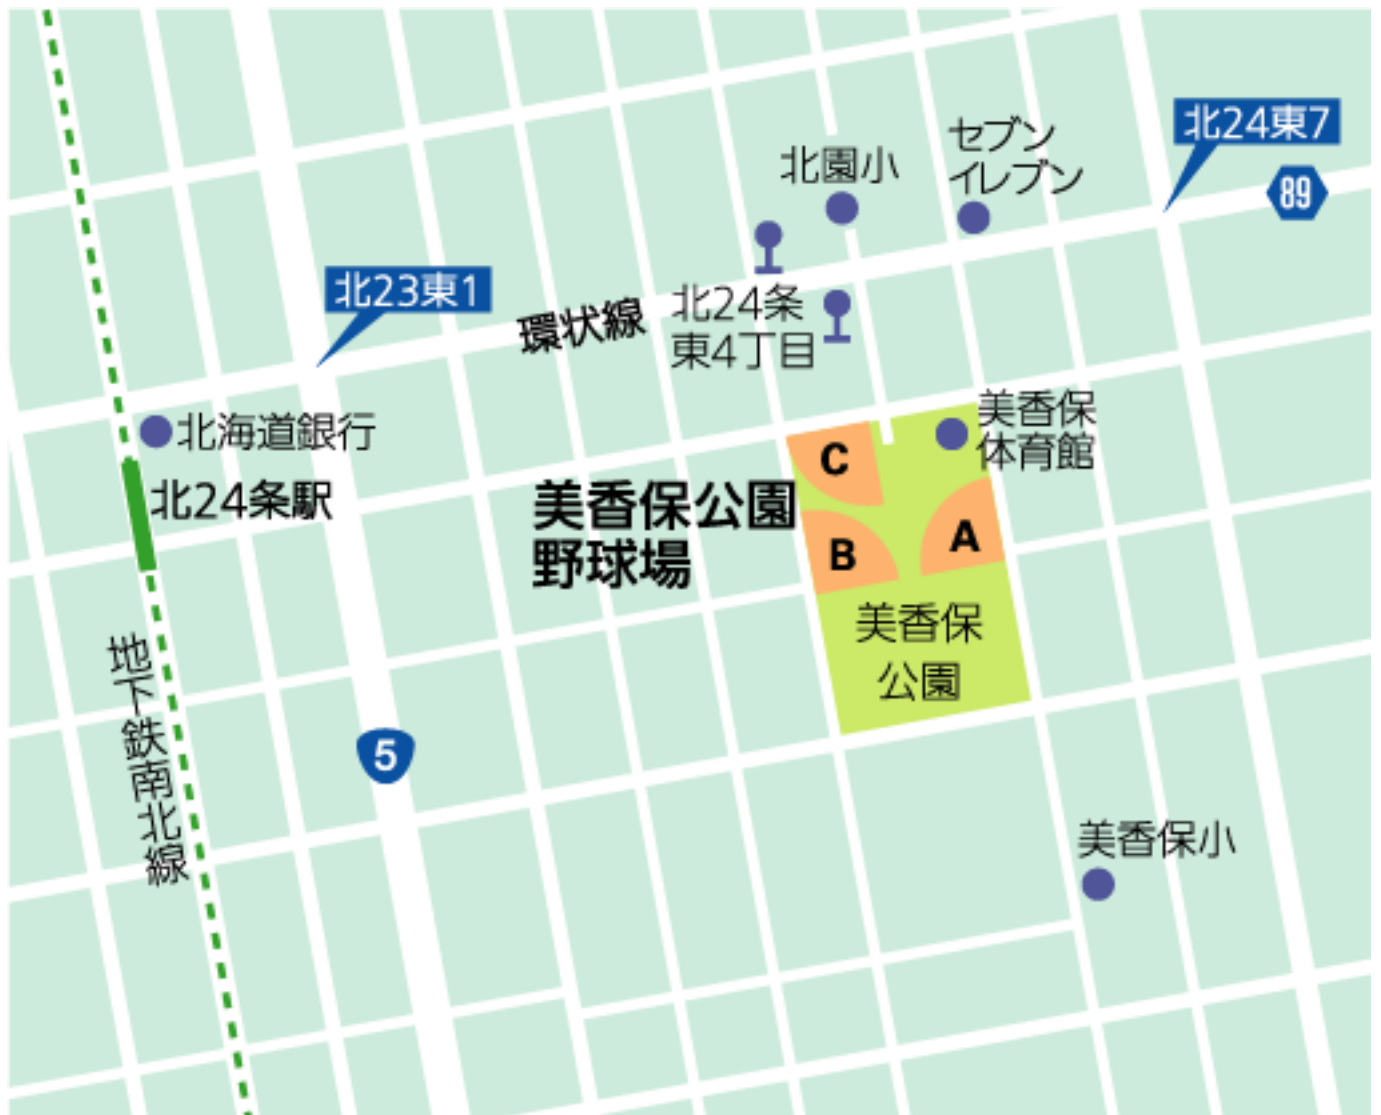 北24東7
セブン
イレブン
北園小
89
北23東1
環状線
北24条
東4丁目
美香保
体育館
北海道銀行
C
北24条駅
美香保公園
野球場
A
B
美香保
公園
地下鉄南北線
5
美香保小